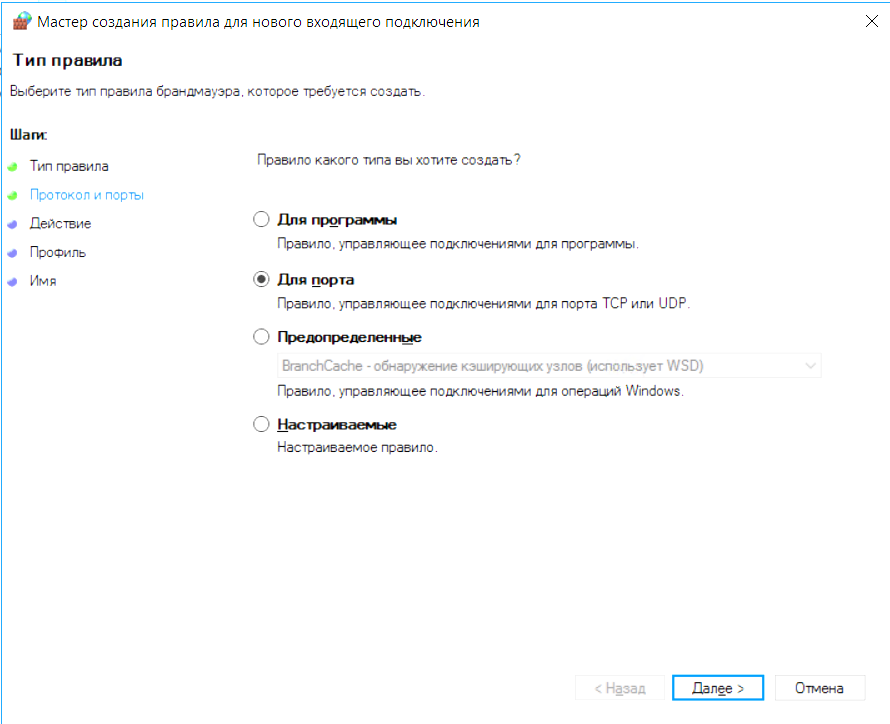 Мастер создания правила для нового входящего подключения
Тип правила
Выберите тип правила брандмауэра, которое требуется создать.
Шаги:
Тип правила
Протокол и порты
Действие
Профиль
Имя
Правило какого типа вы хотите создать?
Для программы
Правило, управляющее подключениями для программы.
Для порта
Правило, управляющее подключениями для порта TCP или UDP.
Предопределенные
BranchCache - обнаружение кэширующих узлов (использует WSD)
Правило, управляющее подключениями для операций Windows.
Настраиваемые
Настраиваемое правило.
< Назад
Далее >
Отмена